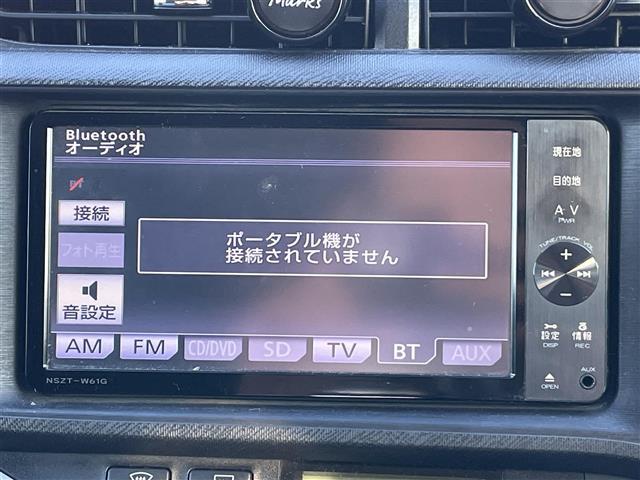 Marks
Bluetooth
オーディオ
BT
接続
フォト再生
音設定
ポータブル機が
接続されていません
AM FM CD/DVD SD TV BT AUX
NSZT-W61G
現在地
目的地
AV
PWR
TUNE/TRACK VOL
+
−
設定 情報
DISP REC
OPEN
AUX